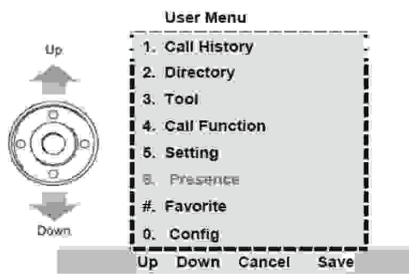 User Menu
Up
1. Call History
2. Directory
3. Tool
4. Call Function
5. Setting
6. Presence
#. Favorite
Down
0. Config
Up Down Cancel Save